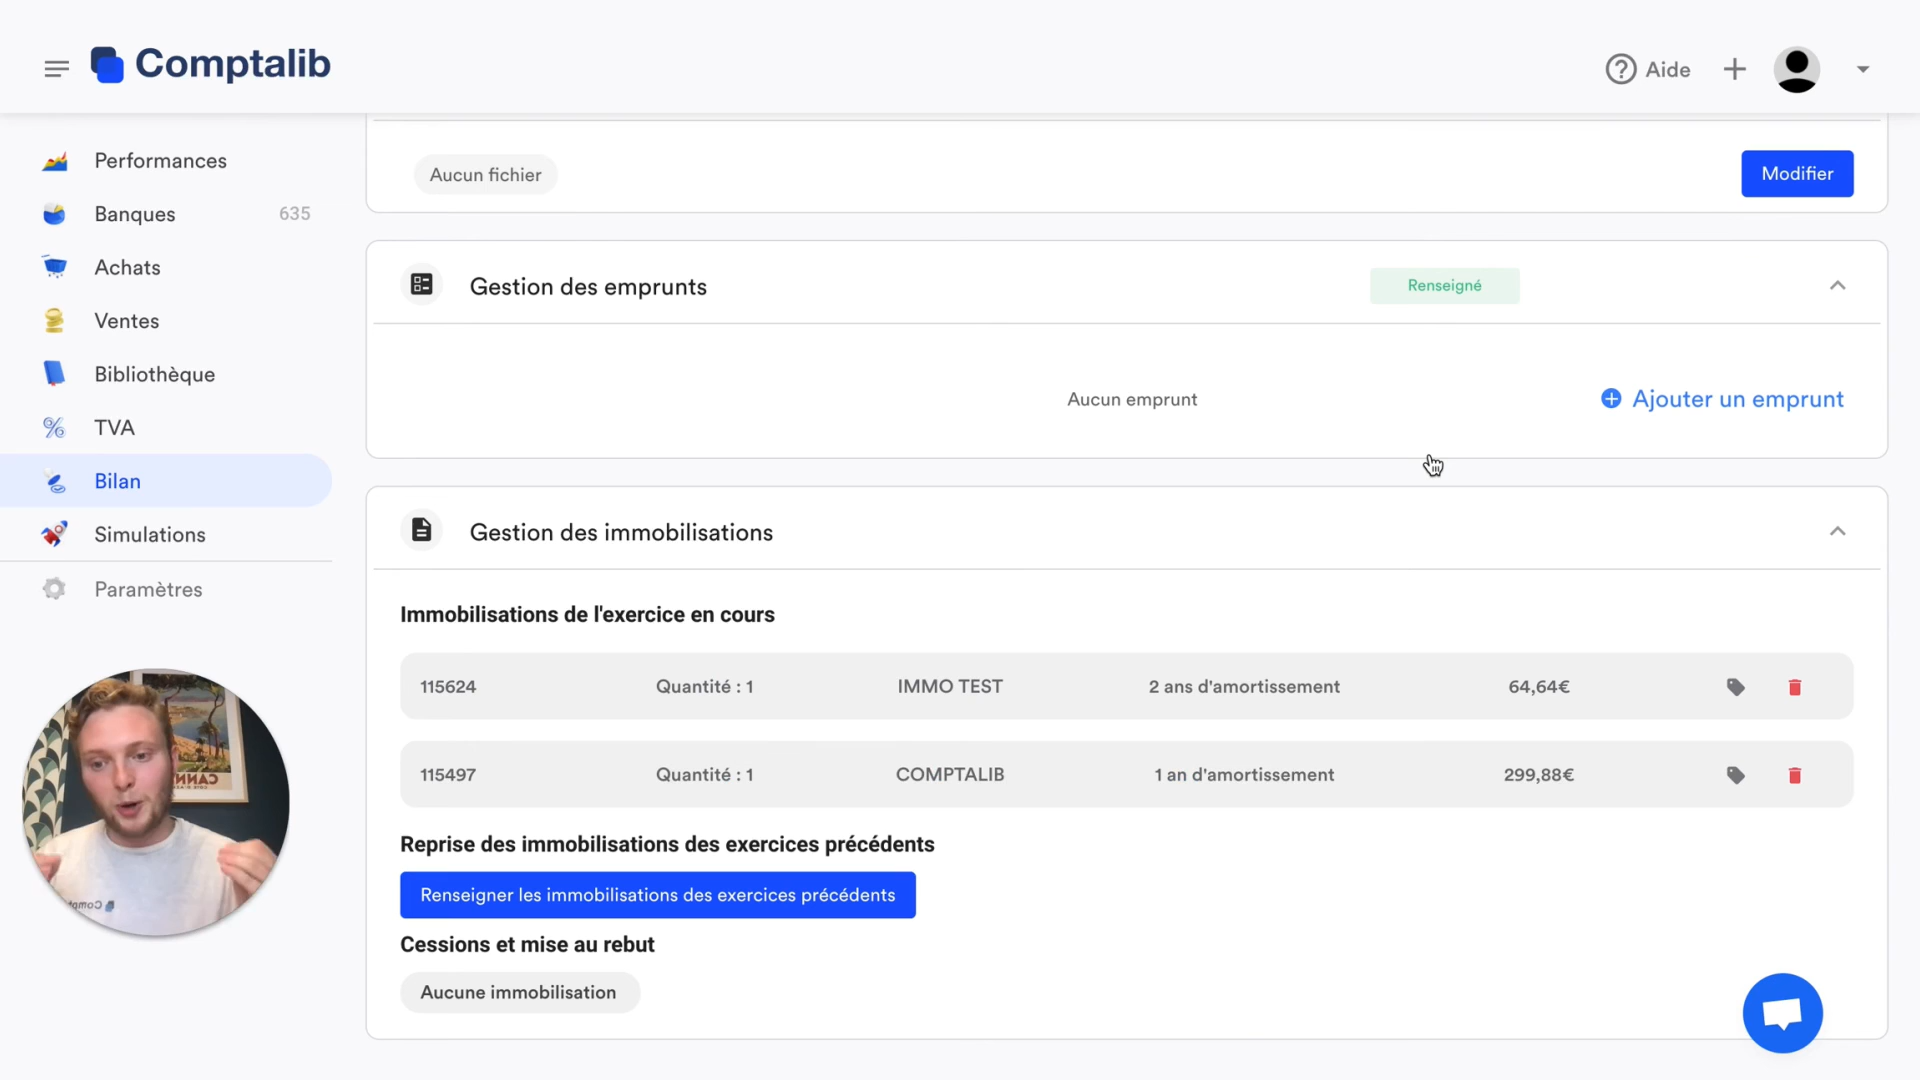 Comptalib
Aide
Performances
Banques 635
Achats
Ventes
Bibliothèque
TVA
Bilan
Simulations
Paramètres
Aucun fichier
Modifier
Gestion des emprunts
Renseigné
Aucun emprunt
Ajouter un emprunt
Gestion des immobilisations
Immobilisations de l'exercice en cours
115624 Quantité : 1 IMMO TEST 2 ans d'amortissement 64,64€
115497 Quantité : 1 COMPTALIB 1 an d'amortissement 299,88€
Reprise des immobilisations des exercices précédents
Renseigner les immobilisations des exercices précédents
Cessions et mise au rebut
Aucune immobilisation
CANNES